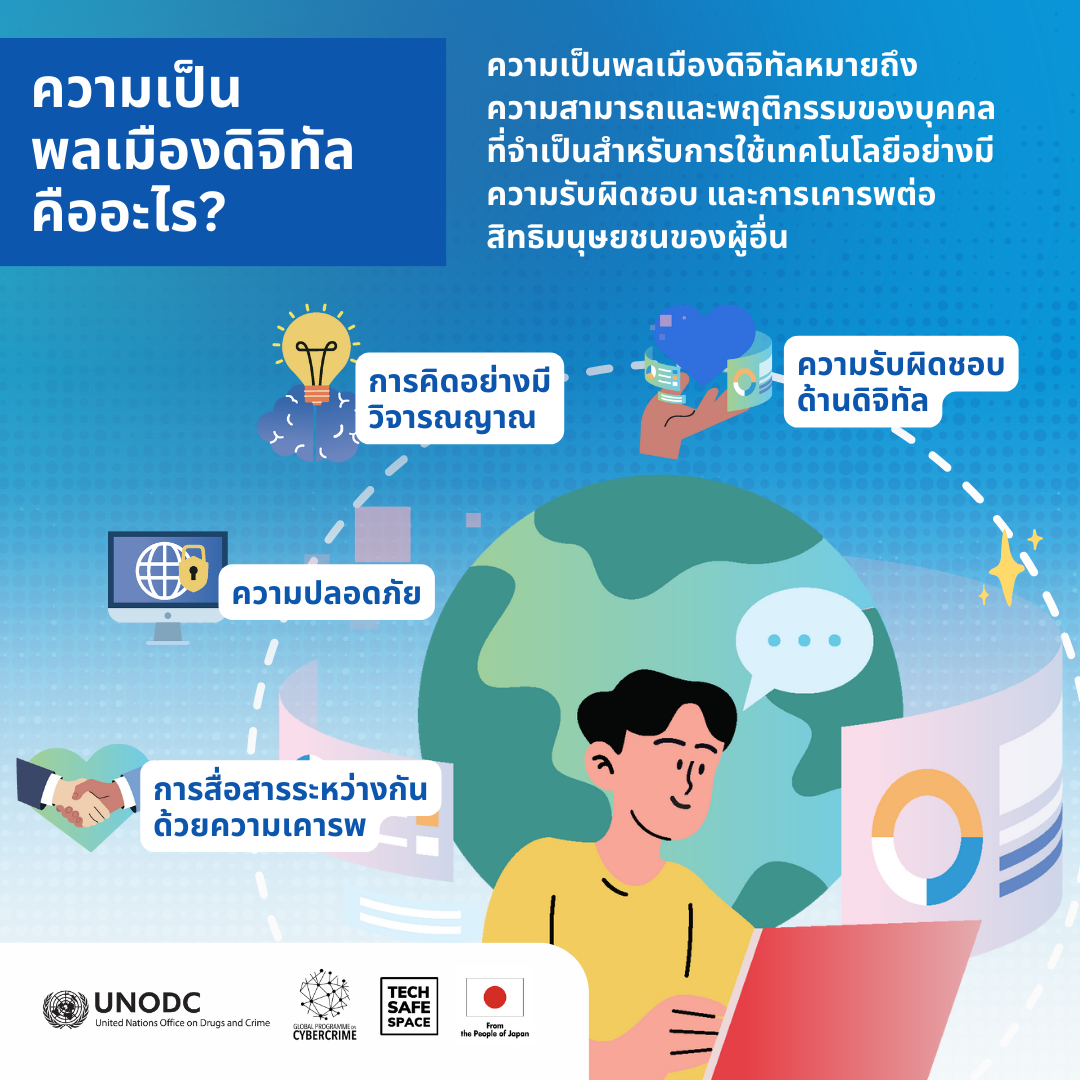 ความเป็น
พลเมืองดิจิทัล
คืออะไร?
ความเป็นพลเมืองดิจิทัลหมายถึง
ความสามารถและพฤติกรรมของบุคคล
ที่จำเป็นสำหรับการใช้เทคโนโลยีอย่างมี
ความรับผิดชอบ และการเคารพต่อ
สิทธิมนุษยชนของผู้อื่น
การคิดอย่างมี
วิจารณญาณ
ความรับผิดชอบ
ด้านดิจิทัล
ความปลอดภัย
การสื่อสารระหว่างกัน
ด้วยความเคารพ
UNODC
United Nations Office on Drugs and Crime
GLOBAL PROGRAMME ON
CYBERCRIME
TECH
SAFE
SPACE
From
the People of Japan